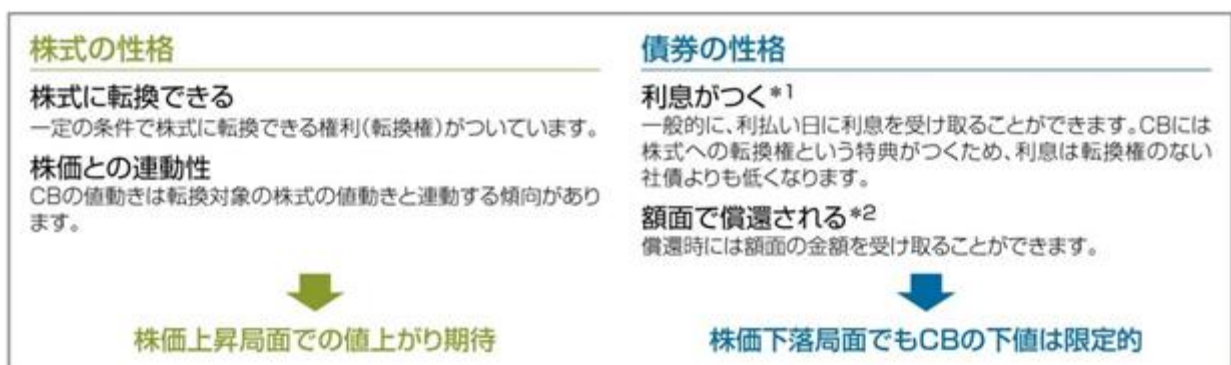 株式の性格
株式に転換できる
一定の条件で株式に転換できる権利(転換権)がついています。
株価との連動性
CBの値動きは転換対象の株式の値動きと連動する傾向があり
ます。
株価上昇局面での値上がり期待
債券の性格
利息がつく*1
一般的に、利払い日に利息を受け取ることができます。CBには
株式への転換権という特典がつくため、利息は転換権のない
社債よりも低くなります。
額面で償還される*2
償還時には額面の金額を受け取ることができます。
株価下落局面でもCBの下値は限定的